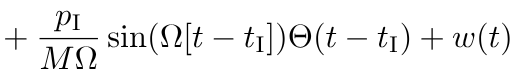 + \frac{p_{\mathrm{I}}}{M\Omega} \sin(\Omega[t - t_{\mathrm{I}}])\Theta(t - t_{\mathrm{I}}) + w(t)